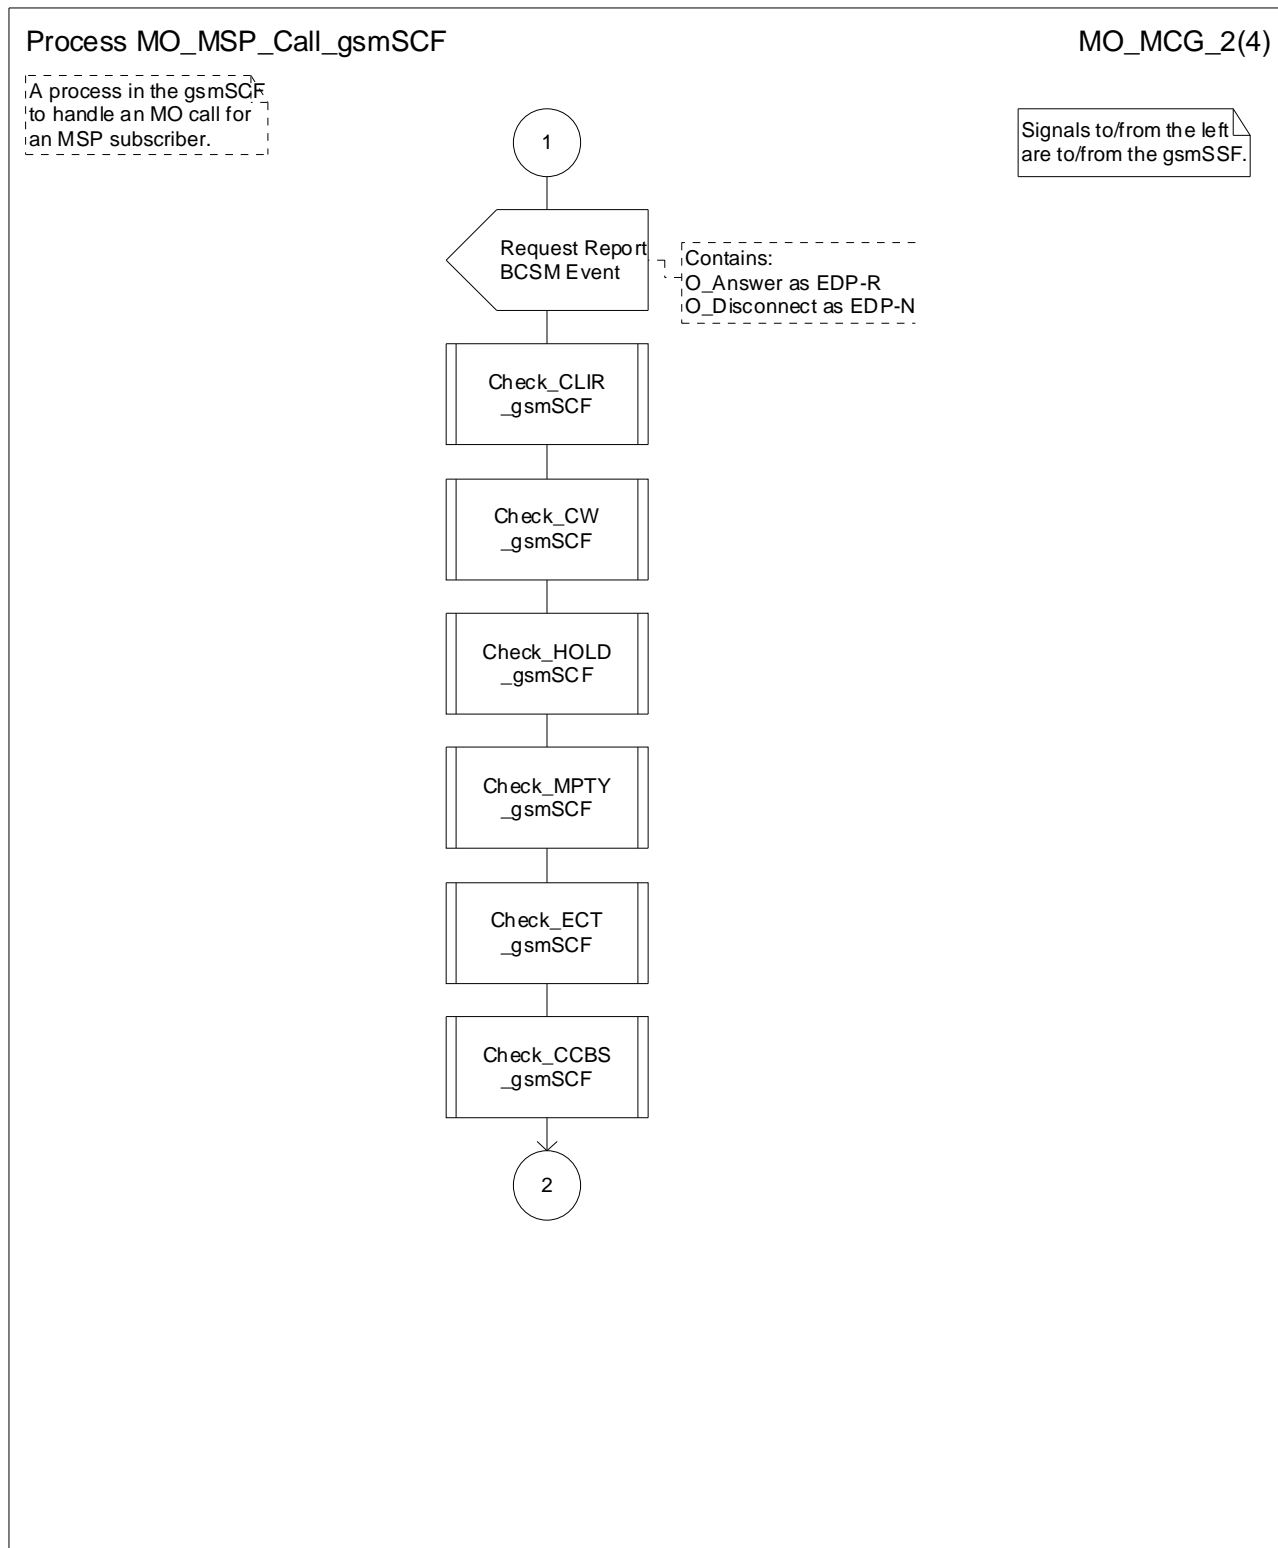 Process MO_MSP_Call_gsmSCF
MO_MCG_2(4)
A process in the gsmSCF
to handle an MO call for
an MSP subscriber.
Signals to/from the left
are to/from the gsmSSF.
1
Request Report
BCSM Event
Contains:
O_Answer as EDP-R
O_Disconnect as EDP-N
Check_CLIR
_gsmSCF
Check_CW
_gsmSCF
Check_HOLD
_gsmSCF
Check_MPTY
_gsmSCF
Check_ECT
_gsmSCF
Check_CCBS
_gsmSCF
2